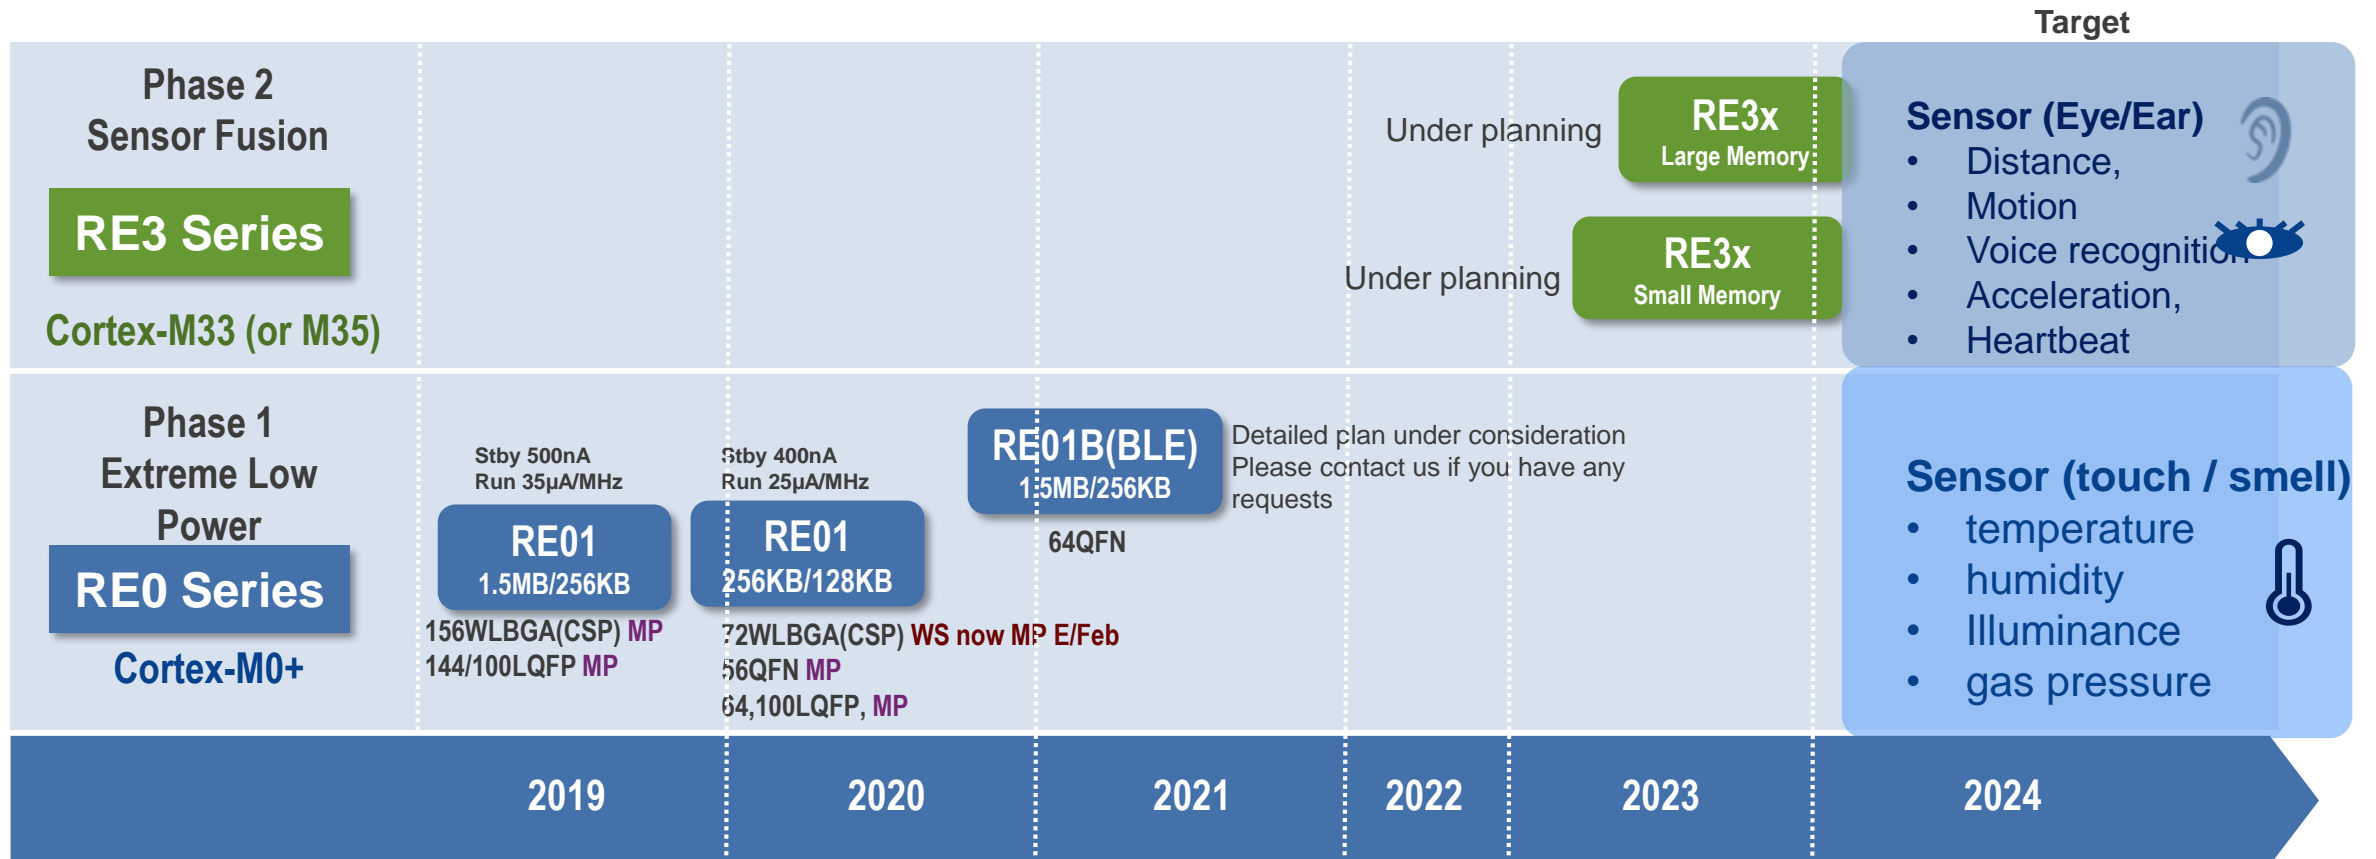 Target
Phase 2
Sensor Fusion
RE3 Series
Cortex-M33 (or M35)
Under planning
RE3x
Large Memory
Under planning
RE3x
Small Memory
Sensor (Eye/Ear)
• Distance,
• Motion
• Voice recognition
• Acceleration,
• Heartbeat
Phase 1
Extreme Low
Power
RE0 Series
Cortex-M0+
Stby 500nA
Run 35µA/MHz
RE01
1.5MB/256KB
156WLBGA(CSP) MP
144/100LQFP MP
Stby 400nA
Run 25µA/MHz
RE01
256KB/128KB
72WLBGA(CSP) WS now MP E/Feb
56QFN MP
64,100LQFP, MP
RE01B(BLE)
1.5MB/256KB
64QFN
Detailed plan under consideration
Please contact us if you have any
requests
Sensor (touch / smell)
• temperature
• humidity
• Illuminance
• gas pressure
2019
2020
2021
2022
2023
2024